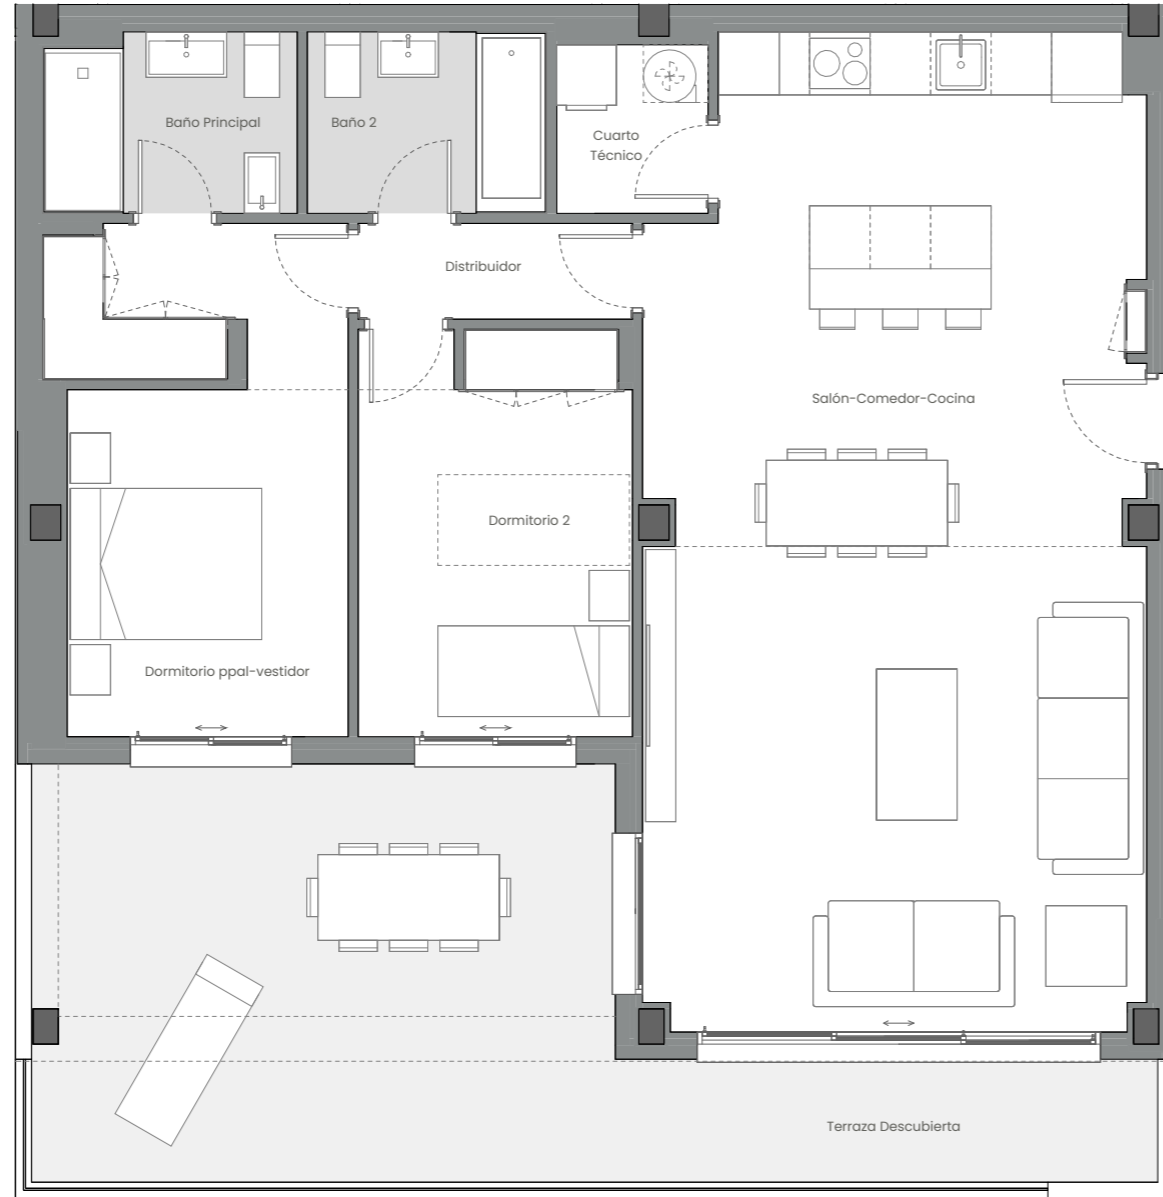 Baño Principal
Baño 2
Cuarto
Técnico
Distribuidor
Salón-Comedor-Cocina
Dormitorio 2
Dormitorio ppal-vestidor
Terraza Descubierta